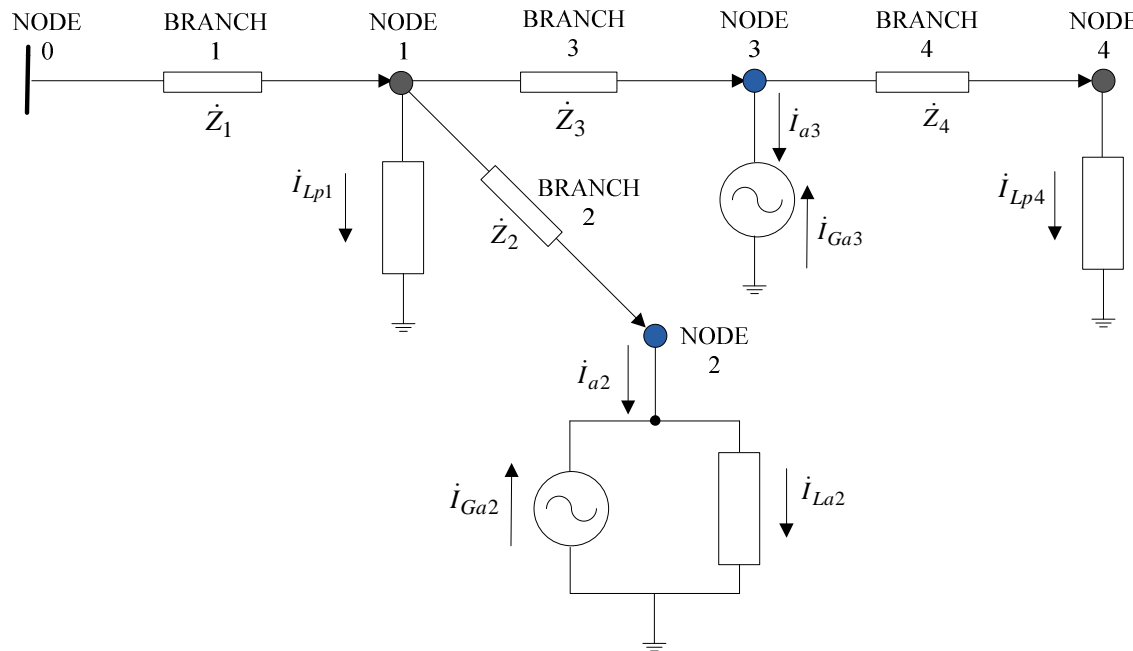 NODE
0
BRANCH
1
NODE
1
BRANCH
3
NODE
3
BRANCH
4
NODE
4
Ż1
Ż3
Ż4
İa3
İLp1
BRANCH
2
Ż2
İGa3
İLp4
NODE
2
İa2
İGa2
İLa2